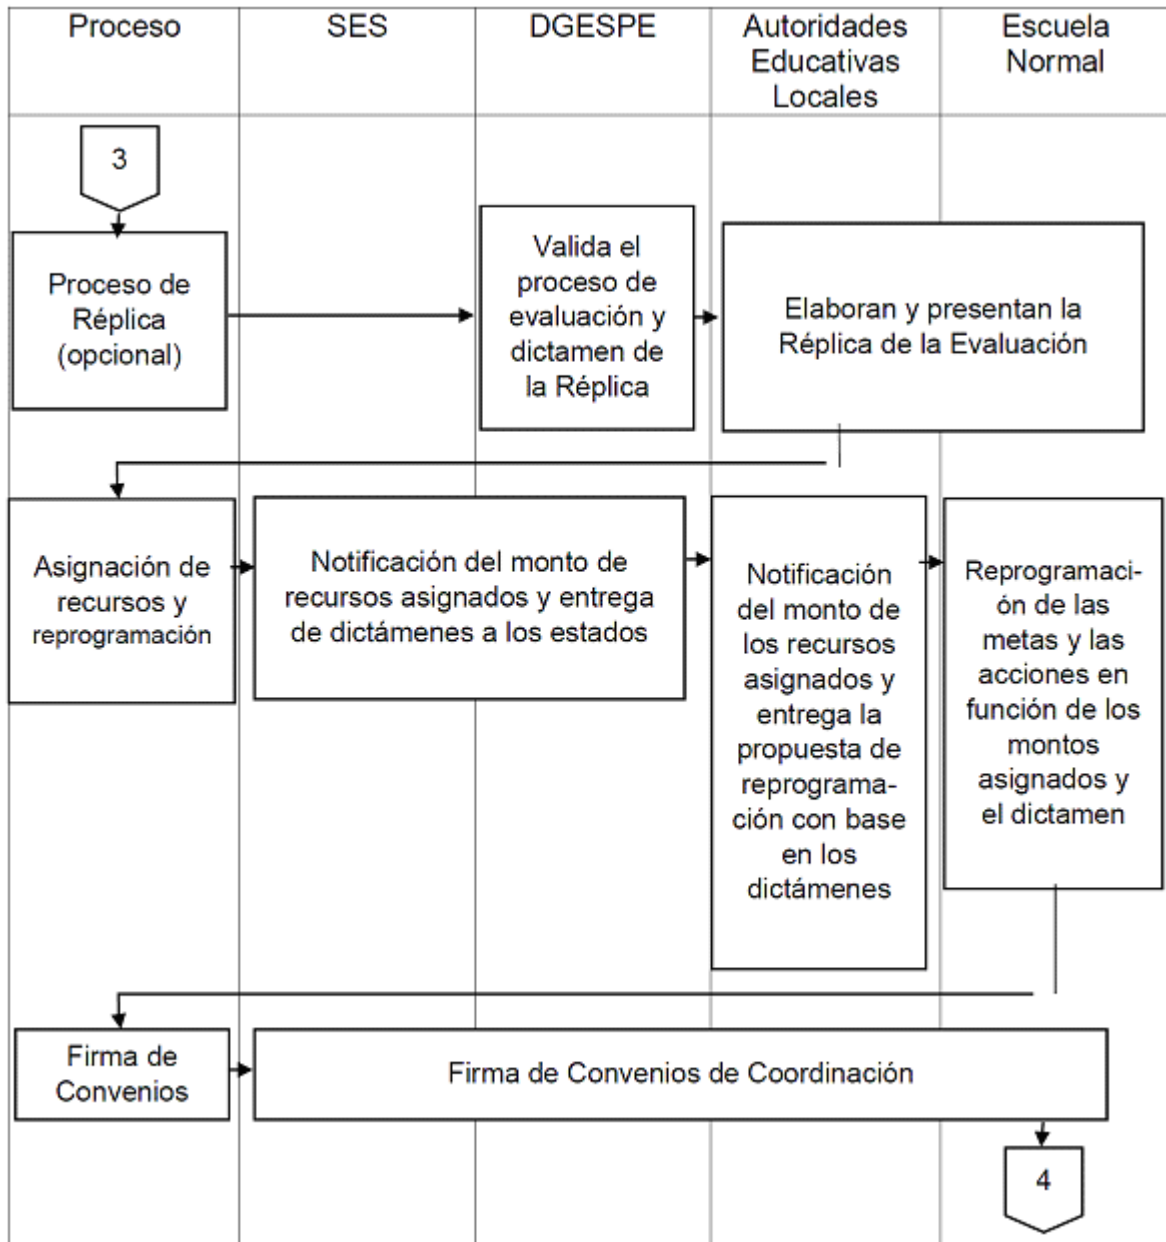 Proceso
SES
DGESPE
Autoridades
Educativas
Locales
Escuela
Normal
3
Proceso de
Réplica
(opcional)
Valida el
proceso de
evaluación y
dictamen de
la Réplica
Elaboran y presentan la
Réplica de la Evaluación
Asignación de
recursos y
reprogramación
Notificación del monto de
recursos asignados y entrega
de dictámenes a los estados
Notificación
del monto de
los recursos
asignados y
entrega la
propuesta de
reprograma-
ción con base
en los
dictámenes
Reprogramaci-
ón de las
metas y las
acciones en
función de los
montos
asignados y
el dictamen
Firma de
Convenios
Firma de Convenios de Coordinación
4